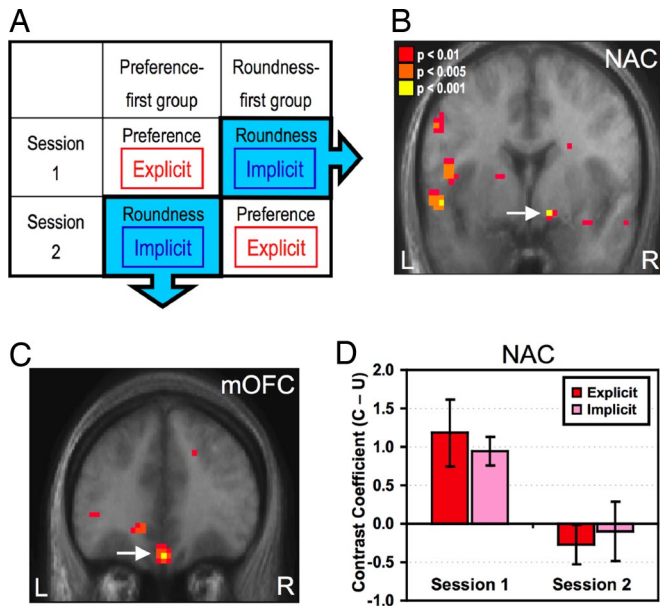 A
Preference-
first group
Roundness-
first group
Session
1
Preference
Explicit
Roundness
Implicit
Session
2
Roundness
Implicit
Preference
Explicit
B
p < 0.01
p < 0.005
p < 0.001
NAC
L
R
C
mOFC
L
R
D
NAC
Contrast Coefficient (C – U)
2.0
1.5
1.0
0.5
0.0
-0.5
-1.0
Explicit
Implicit
Session 1
Session 2